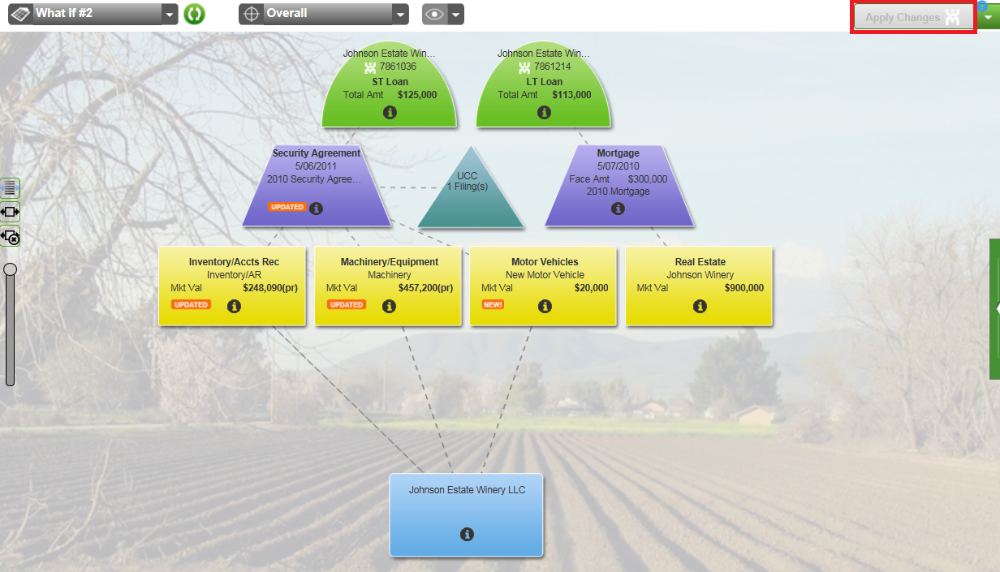 What If #2
Overall
Apply Changes
?
Johnson Estate Win...
7861036
ST Loan
Total Amt $125,000
Johnson Estate Win...
7861214
LT Loan
Total Amt $113,000
Security Agreement
5/06/2011
2010 Security Agree...
UPDATED
UCC
1 Filing(s)
Mortgage
5/07/2010
Face Amt $300,000
2010 Mortgage
Inventory/Accts Rec
Inventory/AR
Mkt Val $248,090(pr)
UPDATED
Machinery/Equipment
Machinery
Mkt Val $457,200(pr)
UPDATED
Motor Vehicles
New Motor Vehicle
Mkt Val $20,000
NEW!
Real Estate
Johnson Winery
Mkt Val $900,000
Johnson Estate Winery LLC